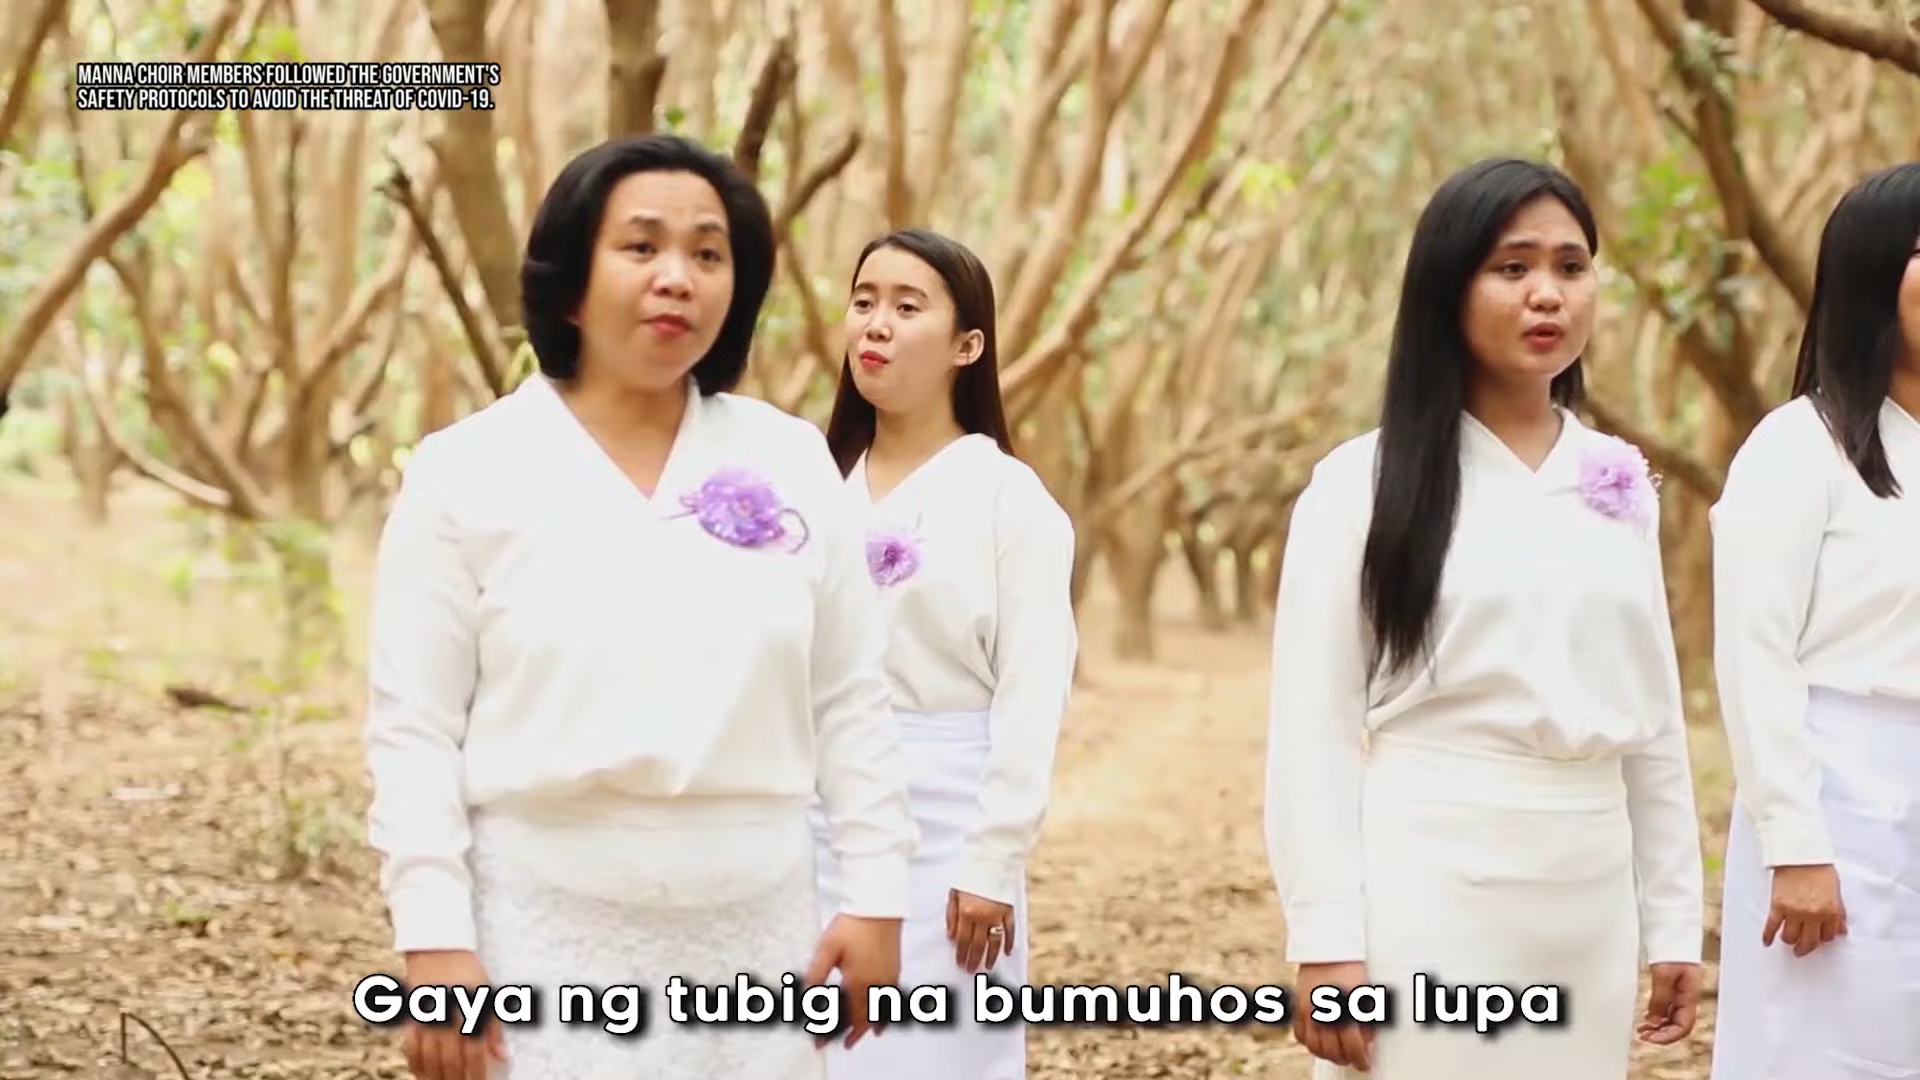 MANNA CHOIR MEMBERS FOLLOWED THE GOVERNMENT'S
SAFETY PROTOCOLS TO AVOID THE THREAT OF COVID-19.
Gaya ng tubig na bumuhos sa lupa